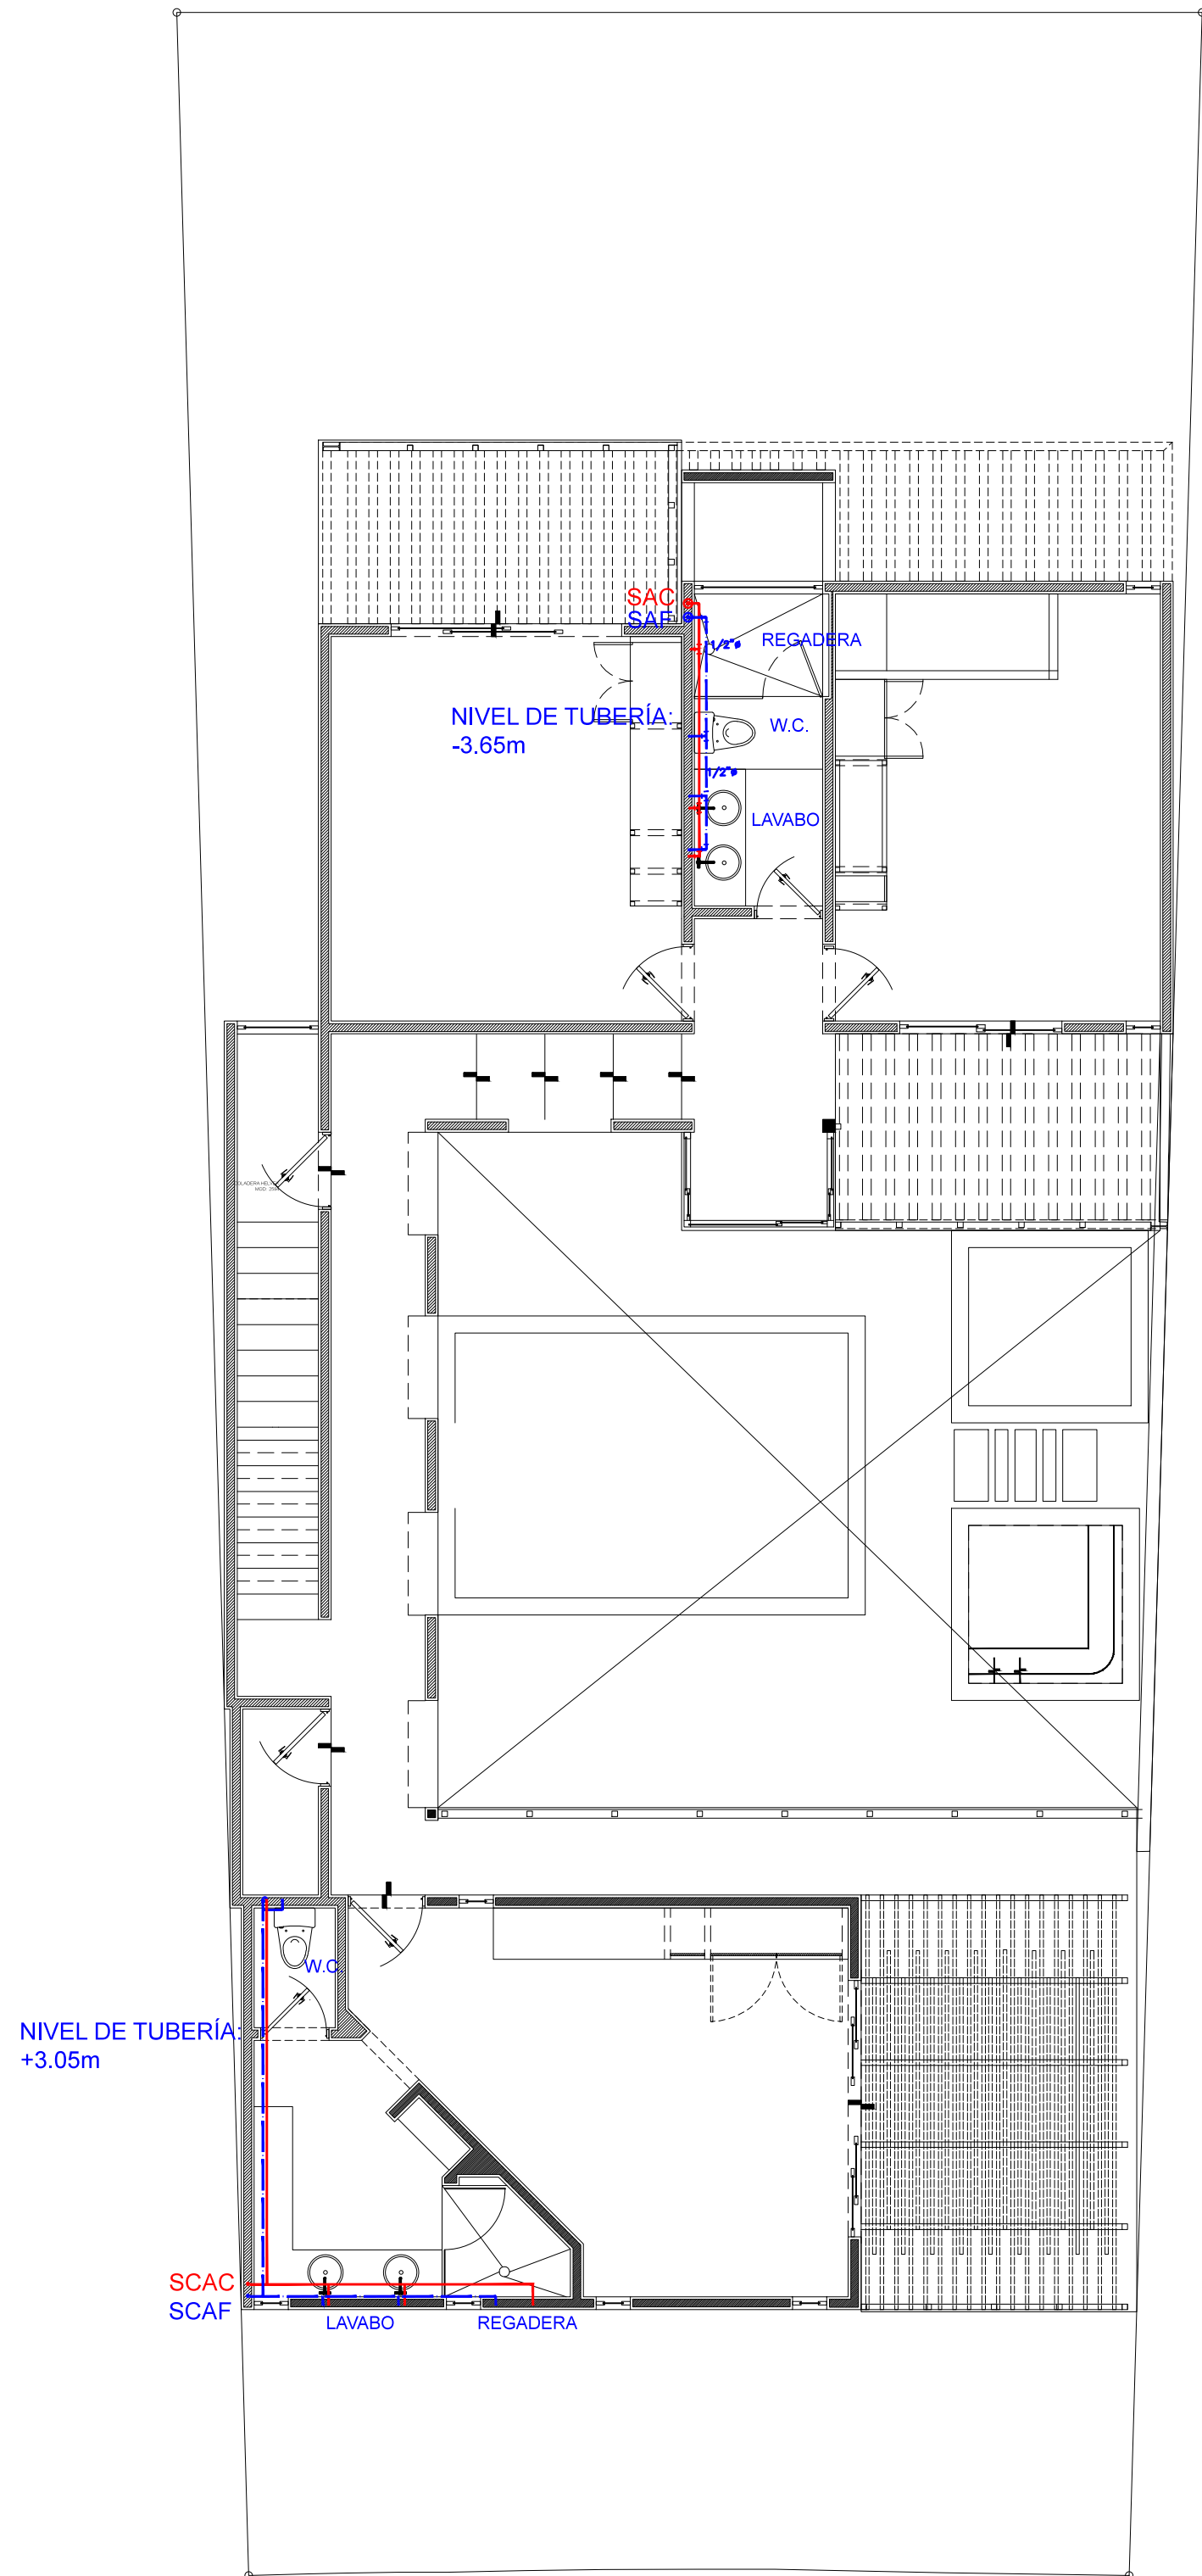 SAC
SAF
1/2"ø
REGADERA
NIVEL DE TUBERÍA:
-3.65m
W.C.
1/2"ø
LAVABO
MOD. 
W.C.
NIVEL DE TUBERÍA:
+3.05m
SCAC
SCAF
LAVABO
REGADERA